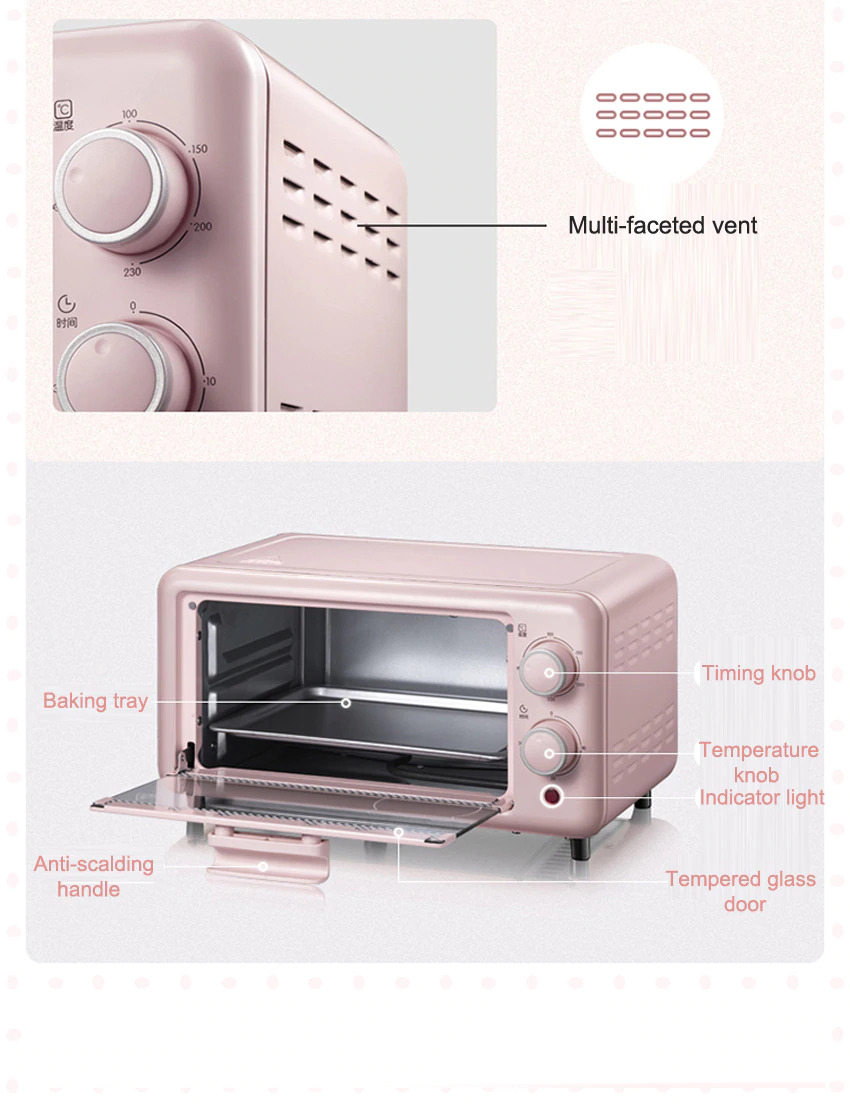 ℃
温度
100
150
200
230
时间
0
10
Multi-faceted vent
Baking tray
Timing knob
Temperature
knob
Indicator light
Anti-scalding
handle
Tempered glass
door